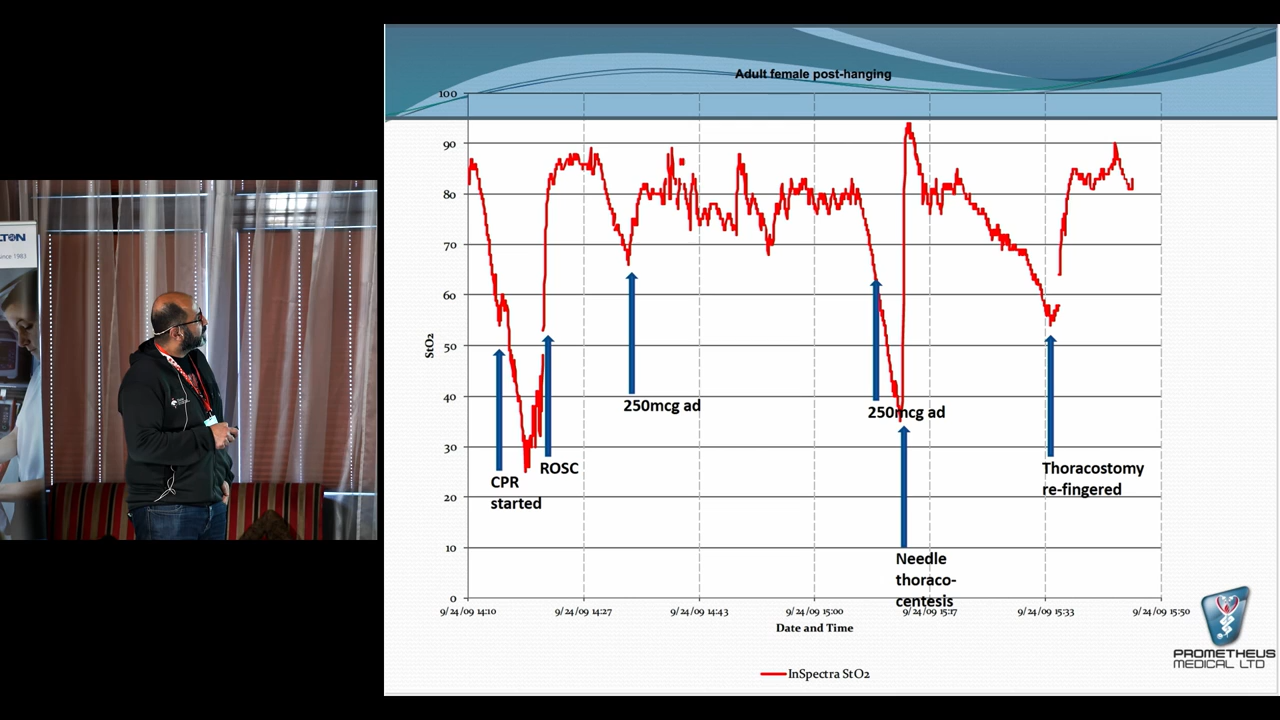 LTON
since 1983
Adult female post-hanging
100
90
80
70
60
50
40
30
20
10
0
StO2
250mcg ad
250mcg ad
ROSC
CPR
started
Thoracostomy
re-fingered
Needle
thoraco-
centesis
9/24/09 14:10
9/24/09 14:27
9/24/09 14:43
9/24/09 15:00
9/24/09 15:17
9/24/09 15:33
9/24/09 15:50
Date and Time
InSpectra StO2
PROMETHEUS
MEDICAL LTD